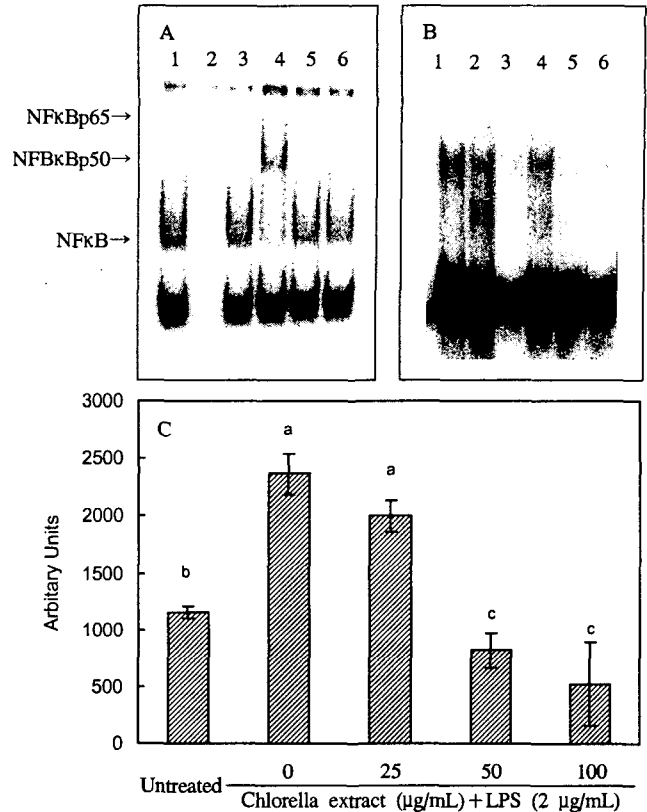 A
1 2 3 4 5 6
B
1 2 3 4 5 6
NFκBp65→
NFBκBp50→
NFκB→
C
3000
2500
2000
1500
1000
500
0
Arbitary Units
b
a
a
c
c
Untreated
0 25 50 100
Chlorella extract (μg/mL)+LPS (2 μg/mL)